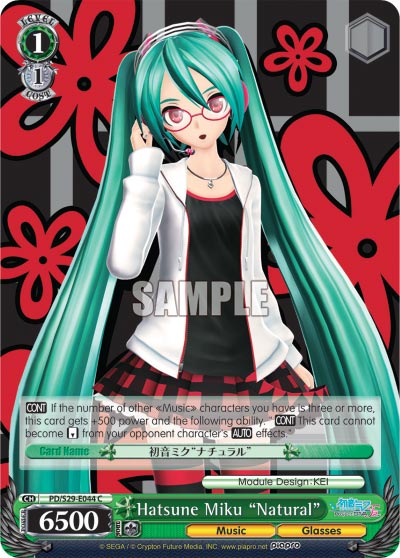 LEVEL
1
1
COST
SAMPLE
CONT If the number of other «Music» characters you have is three or more,
this card gets +500 power and the following ability. "CONT This card cannot
become from your opponent's character's AUTO effects."
Card Name 初音ミク"ナチュラル"
Module Design:KEI
CH PD/S29-E044 C
6500
Hatsune Miku "Natural"
Music Glasses
© SEGA / © Crypton Future Media, INC. www.piapro.net piapro